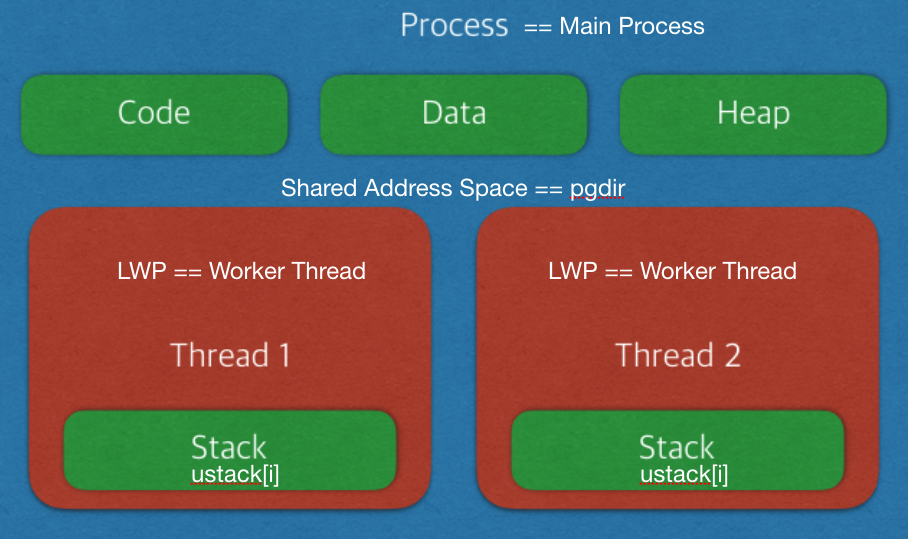 Process == Main Process
Code Data Heap
Shared Address Space == pgdir
LWP == Worker Thread LWP == Worker Thread
Thread 1 Thread 2
Stack Stack
ustack[i] ustack[i]